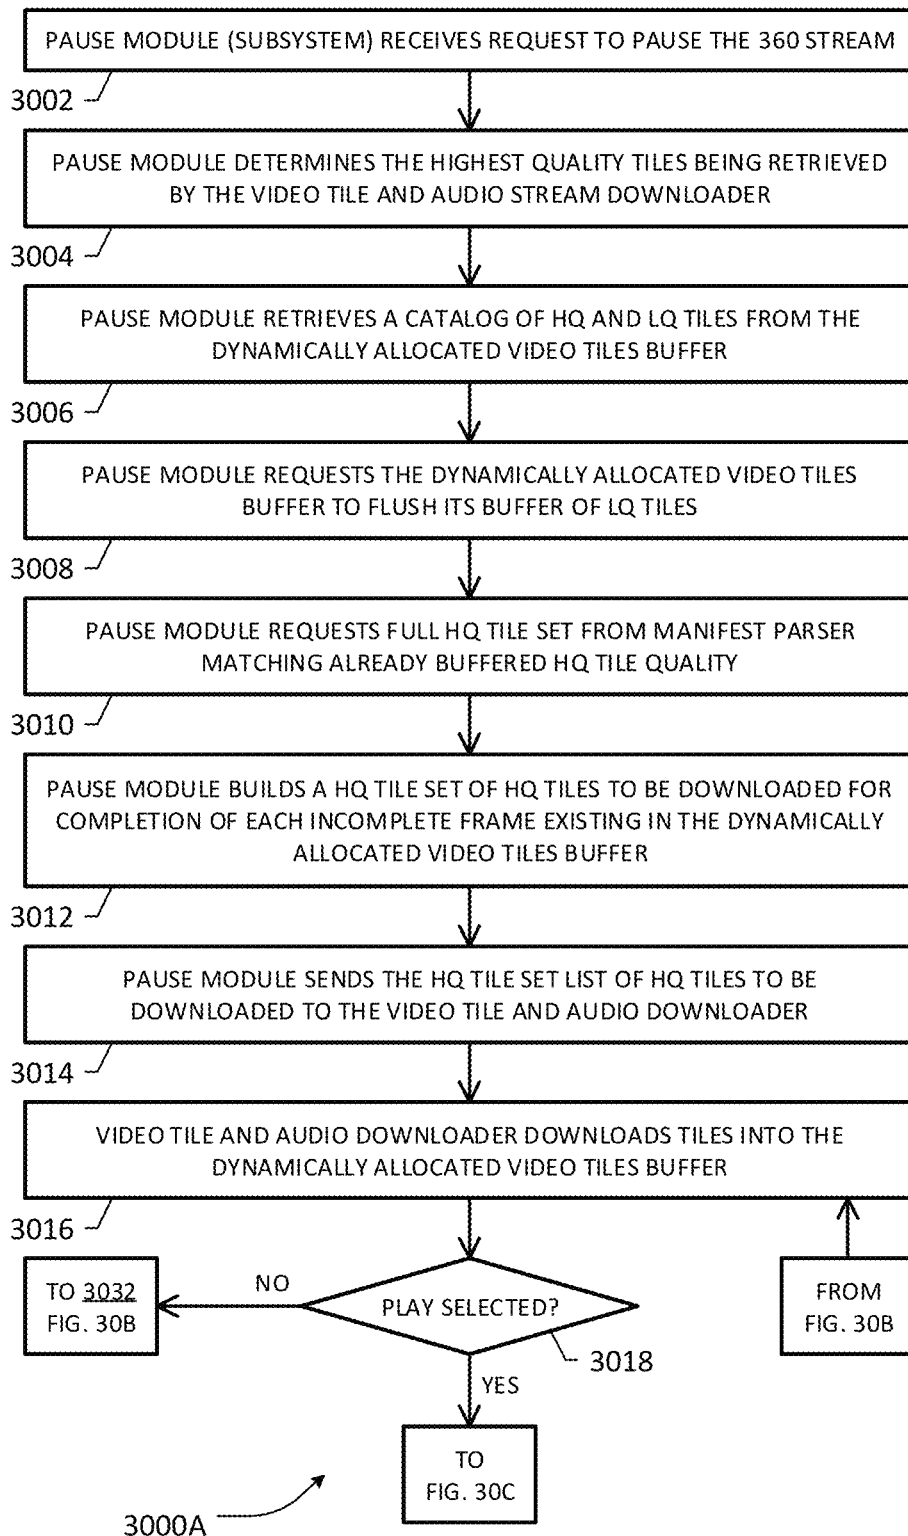 PAUSE MODULE (SUBSYSTEM) RECEIVES REQUEST TO PAUSE THE 360 STREAM
3002
PAUSE MODULE DETERMINES THE HIGHEST QUALITY TILES BEING RETRIEVED
BY THE VIDEO TILE AND AUDIO STREAM DOWNLOADER
3004
PAUSE MODULE RETRIEVES A CATALOG OF HQ AND LQ TILES FROM THE
DYNAMICALLY ALLOCATED VIDEO TILES BUFFER
3006
PAUSE MODULE REQUESTS THE DYNAMICALLY ALLOCATED VIDEO TILES
BUFFER TO FLUSH ITS BUFFER OF LQ TILES
3008
PAUSE MODULE REQUESTS FULL HQ TILE SET FROM MANIFEST PARSER
MATCHING ALREADY BUFFERED HQ TILE QUALITY
3010
PAUSE MODULE BUILDS A HQ TILE SET OF HQ TILES TO BE DOWNLOADED FOR
COMPLETION OF EACH INCOMPLETE FRAME EXISTING IN THE DYNAMICALLY
ALLOCATED VIDEO TILES BUFFER
3012
PAUSE MODULE SENDS THE HQ TILE SET LIST OF HQ TILES TO BE
DOWNLOADED TO THE VIDEO TILE AND AUDIO DOWNLOADER
3014
VIDEO TILE AND AUDIO DOWNLOADER DOWNLOADS TILES INTO THE
DYNAMICALLY ALLOCATED VIDEO TILES BUFFER
3016
TO 3032
FIG. 30B
NO
PLAY SELECTED?
3018
FROM
FIG. 30B
YES
TO
FIG. 30C
3000A